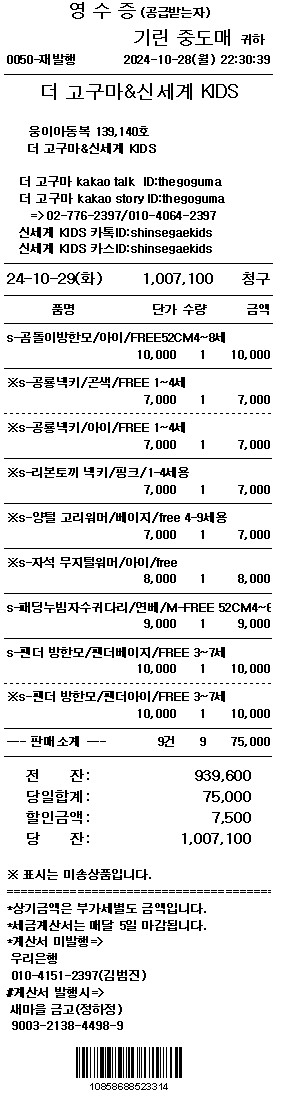 영 수 증 (공급받는자)
기린 중도매 귀하
0050-재발행 2024-10-28(월) 22:30:39
더 고구마&신세계 KIDS
웅이아동복 139,140호
더 고구마&신세계 KIDS
더 고구마 kakao talk ID:thegoguma
더 고구마 kakao story ID:thegoguma
=> 02-776-2397/010-4064-2397
신세계 KIDS 카톡ID:shinsegaekids
신세계 KIDS 카스ID:shinsegaekids
24-10-29(화) 1,007,100 청구
품명 단가 수량 금액
s-곰돌이방한모/아이/FREE52CM4~8세
10,000 1 10,000
※s-공룡넥키/곤색/FREE 1~4세
7,000 1 7,000
※s-공룡넥키/아이/FREE 1~4세
7,000 1 7,000
※s-리본토끼 넥키/핑크/1-4세용
7,000 1 7,000
※s-양털 고리워머/베이지/free 4-9세용
7,000 1 7,000
※s-자석 무지털워머/아이/free
8,000 1 8,000
s-패딩누빔자수귀다리/연베/M-FREE 52CM4~6
9,000 1 9,000
s-펜더 방한모/펜더베이지/FREE 3~7세
10,000 1 10,000
※s-펜더 방한모/펜더아이/FREE 3~7세
10,000 1 10,000
--- 판매소계 --- 9건 9 75,000
전 잔: 939,600
당일합계: 75,000
할인금액: 7,500
당 잔: 1,007,100
※ 표시는 미송상품입니다.
========================================
*상기금액은 부가세별도 금액입니다.
*세금계산서는 매달 5일 마감됩니다.
*계산서 미발행=>
우리은행
010-4151-2397(김범진)
#계산서 발행시=>
새마을 금고(정하정)
9003-2138-4498-9
10858688523314